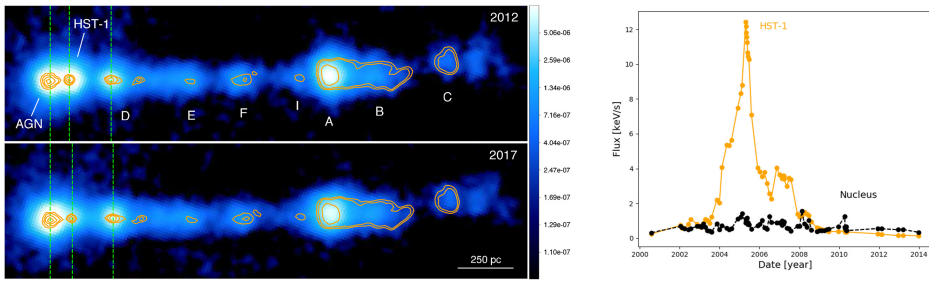 HST-1
2012
AGN
D
E
F
I
A
B
C
2017
250 pc
5.06e-06
2.59e-06
1.34e-06
7.16e-07
4.04e-07
2.47e-07
1.69e-07
1.29e-07
1.10e-07
HST-1
Nucleus
Flux [keV/s]
12
10
8
6
4
2
0
2000 2002 2004 2006 2008 2010 2012 2014
Date [year]